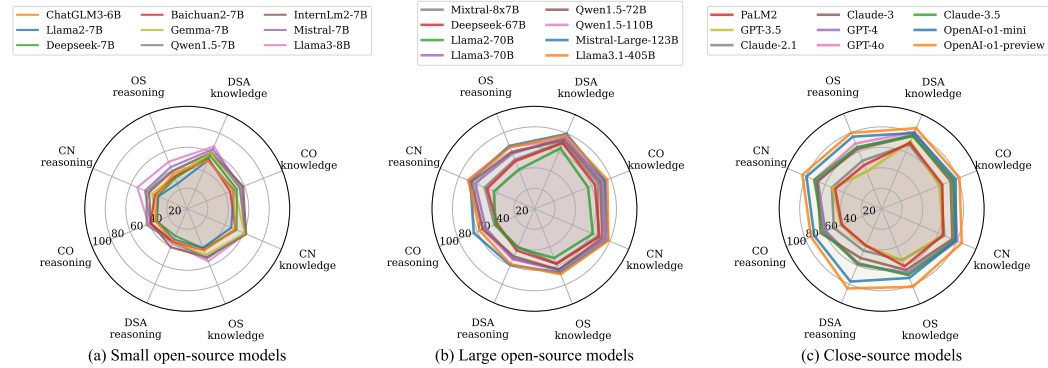 ChatGLM3-6B Baichuan2-7B InternLm2-7B
Llama2-7B Gemma-7B Mistral-7B
Deepseek-7B Qwen1.5-7B Llama3-8B
OS
reasoning
DSA
knowledge
CN
reasoning
CO
knowledge
20
40
60
80
100
CO
reasoning
CN
knowledge
DSA
reasoning
OS
knowledge
(a) Small open-source models
Mixtral-8x7B Qwen1.5-72B
Deepseek-67B Qwen1.5-110B
Llama2-70B Mistral-Large-123B
Llama3-70B Llama3.1-405B
OS
reasoning
DSA
knowledge
CN
reasoning
CO
knowledge
20
40
60
80
100
CO
reasoning
CN
knowledge
DSA
reasoning
OS
knowledge
(b) Large open-source models
PaLM2 Claude-3 Claude-3.5
GPT-3.5 GPT-4 OpenAI-o1-mini
Claude-2.1 GPT-4o OpenAI-o1-preview
OS
reasoning
DSA
knowledge
CN
reasoning
CO
knowledge
20
40
60
80
100
CO
reasoning
CN
knowledge
DSA
reasoning
OS
knowledge
(c) Close-source models